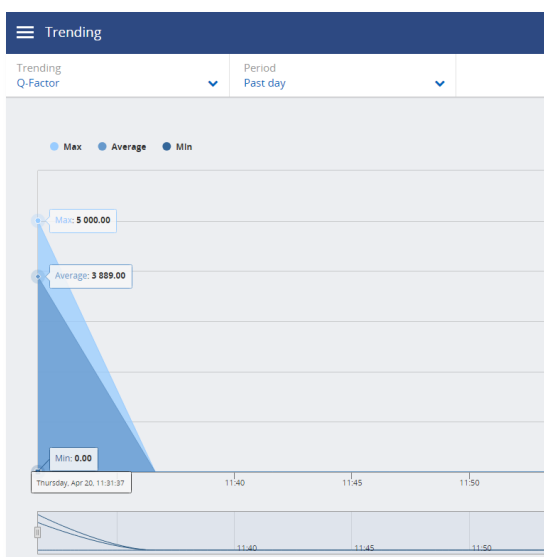 Trending
Trending
Q-Factor
Period
Past day
Max Average Min
Max: 5 000.00
Average: 3 889.00
Min: 0.00
Thursday, Apr 20, 11:31:37
11:40 11:45 11:50
11:40 11:45 11:50